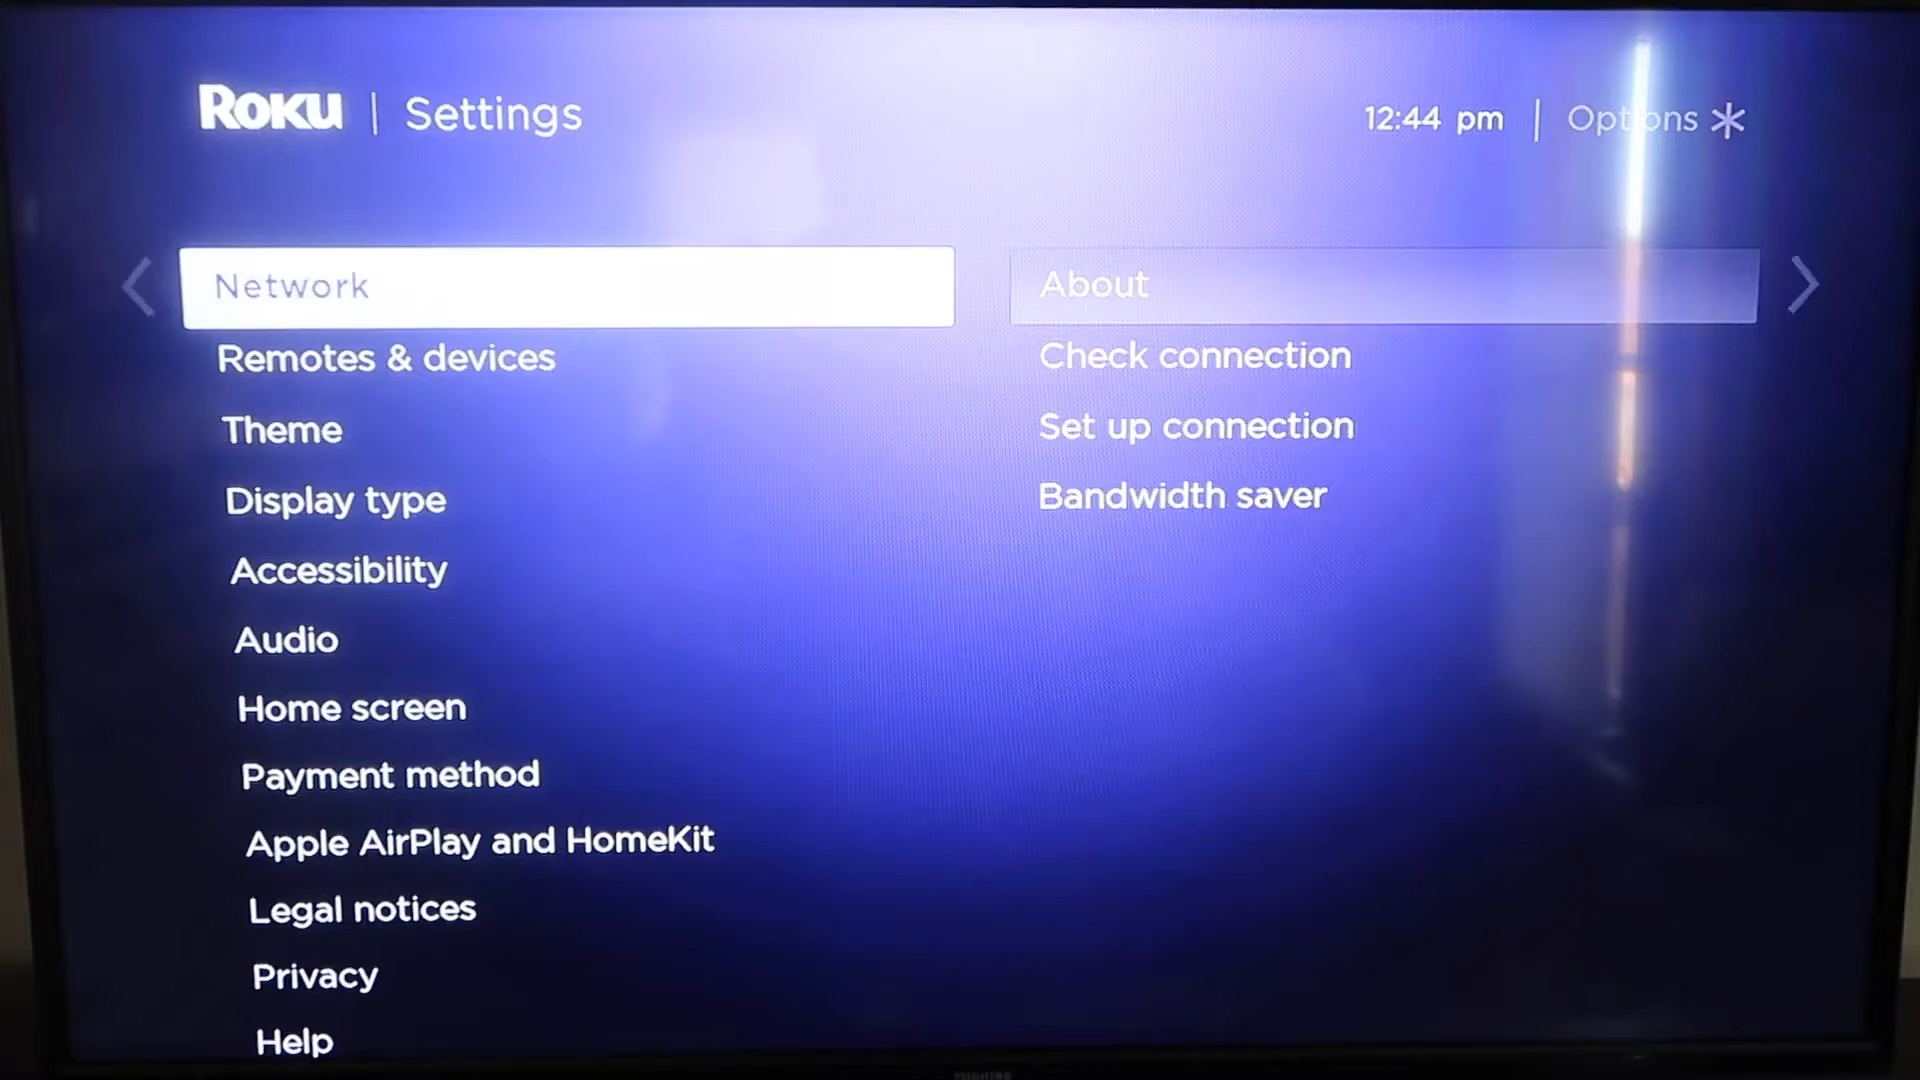 Roku | Settings
12:44 pm | Options
Network
Remotes & devices
Theme
Display type
Accessibility
Audio
Home screen
Payment method
Apple AirPlay and HomeKit
Legal notices
Privacy
Help
About
Check connection
Set up connection
Bandwidth saver
TOSHIBA